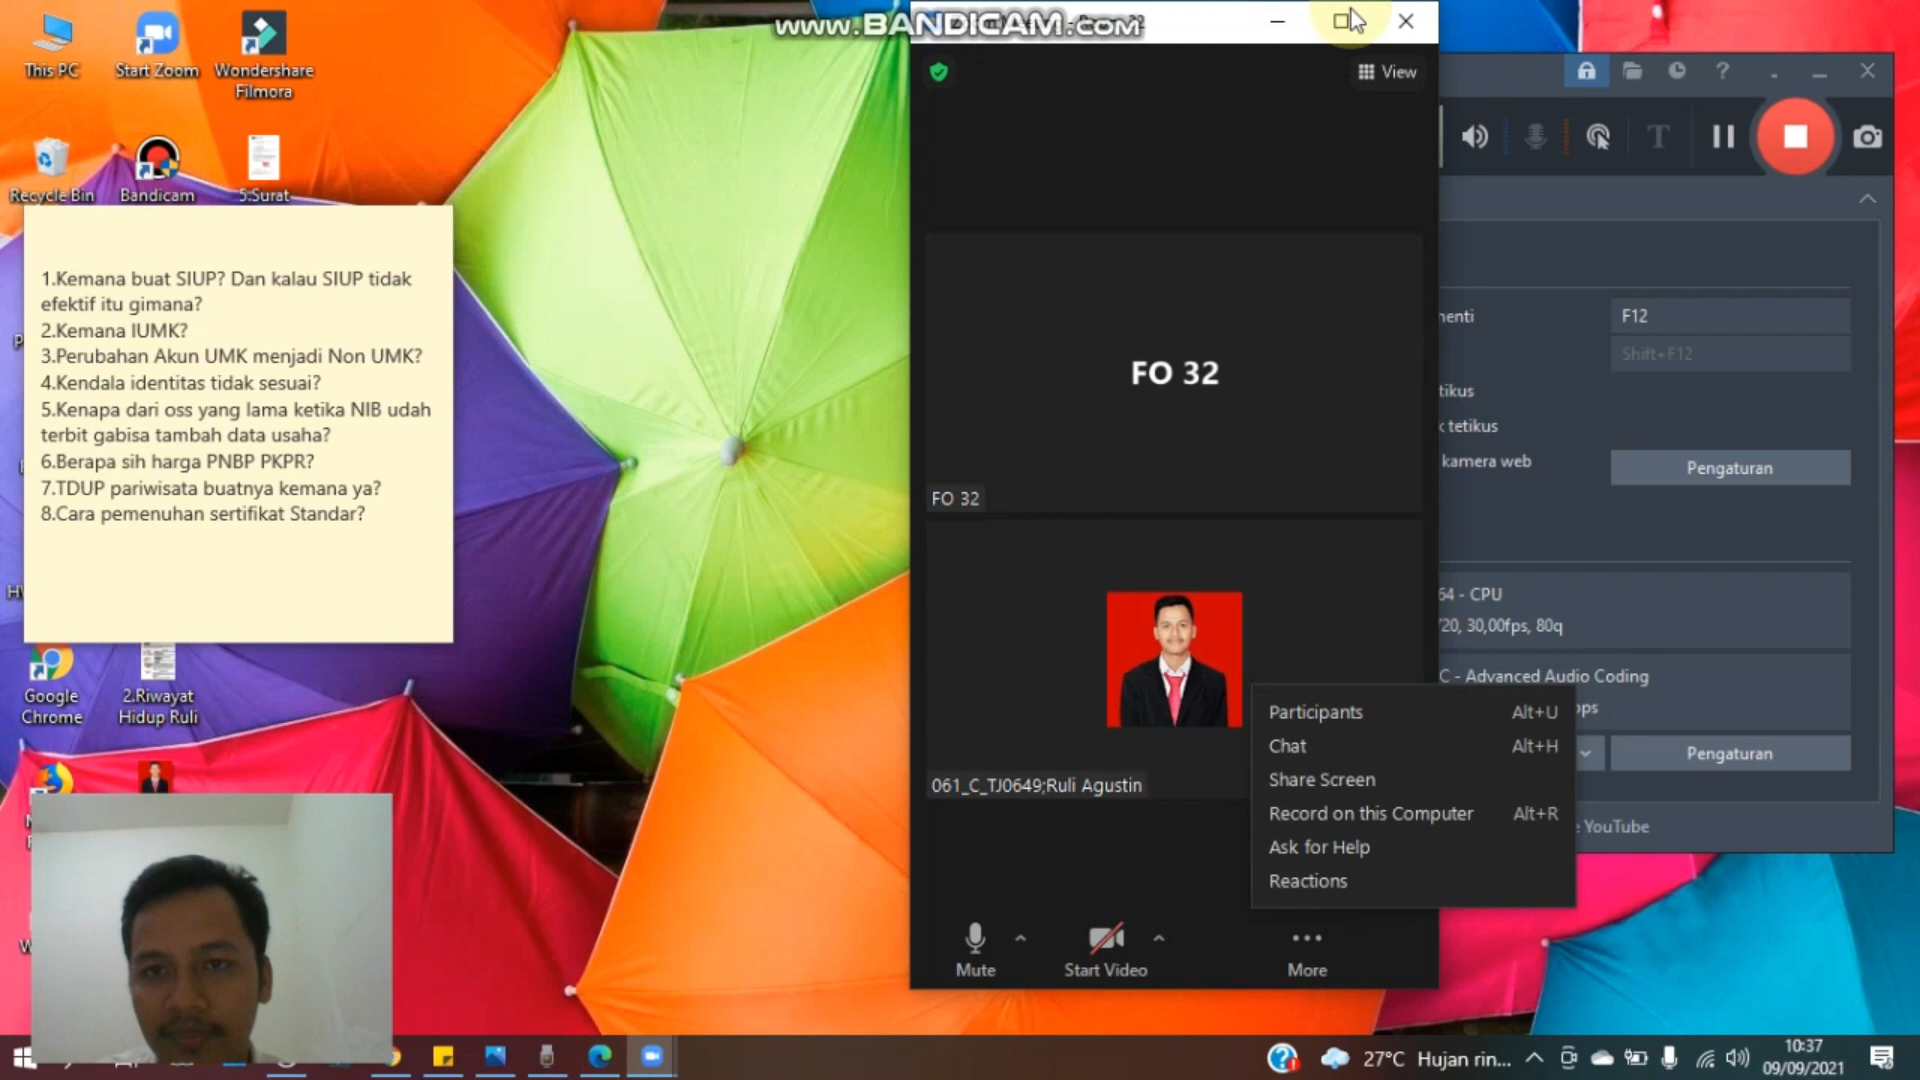 www.BANDICAM.com
This PC
Start Zoom
Wondershare
Filmora
View
Recycle Bin
Bandicam
5.Surat
1.Kemana buat SIUP? Dan kalau SIUP tidak
efektif itu gimana?
2.Kemana IUMK?
3.Perubahan Akun UMK menjadi Non UMK?
4.Kendala identitas tidak sesuai?
5.Kenapa dari oss yang lama ketika NIB udah
terbit gabisa tambah data usaha?
6.Berapa sih harga PNBP PKPR?
7.TDUP pariwisata buatnya kemana ya?
8.Cara pemenuhan sertifikat Standar?
Google
Chrome
2.Riwayat
Hidup Ruli
FO 32
FO 32
061_C_TJ0649;Ruli Agustin
Participants Alt+U
Chat Alt+H
Share Screen
Record on this Computer Alt+R
Ask for Help
Reactions
Mute
Start Video
More
F12
Shift+F12
tetikus
kamera web
Pengaturan
64 - CPU
20, 30,00fps, 80q
C - Advanced Audio Coding
Pengaturan
YouTube
27°C Hujan rin...
10:37
09/09/2021